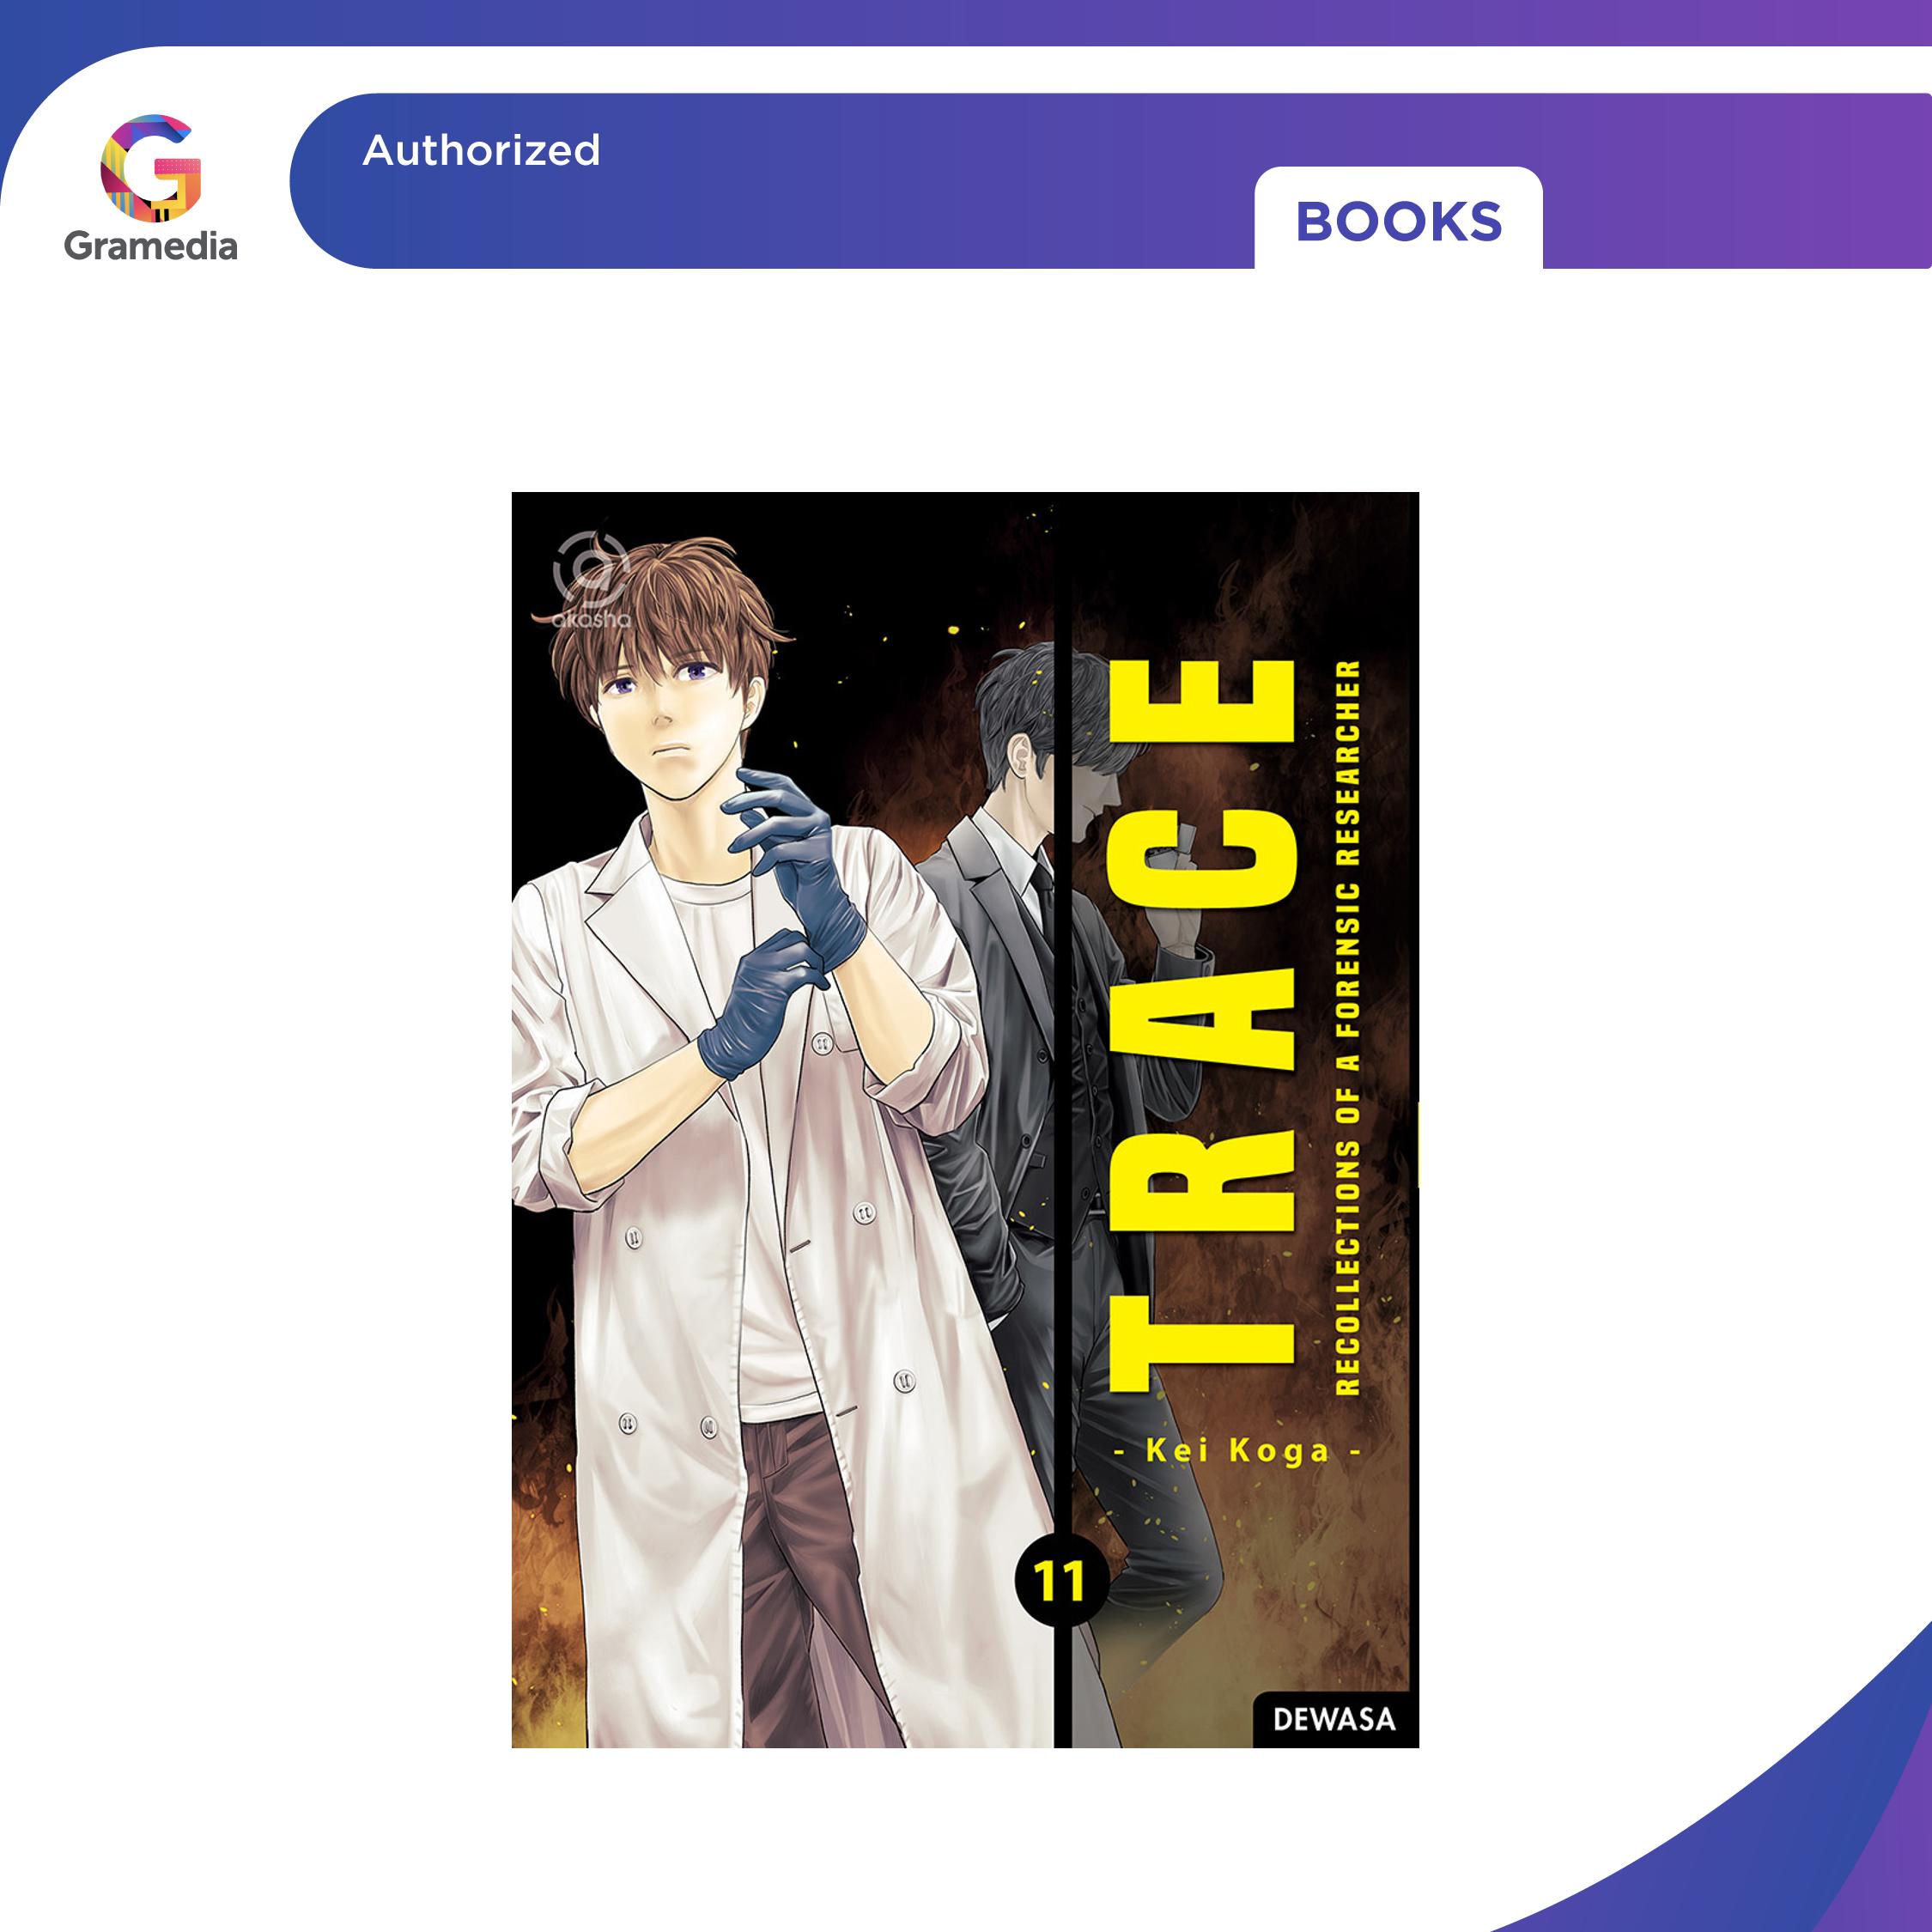 Gramedia
Authorized
BOOKS
akasha
TRACE
RECOLLECTIONS OF A FORENSIC RESEARCHER
- Kei Koga -
11
DEWASA